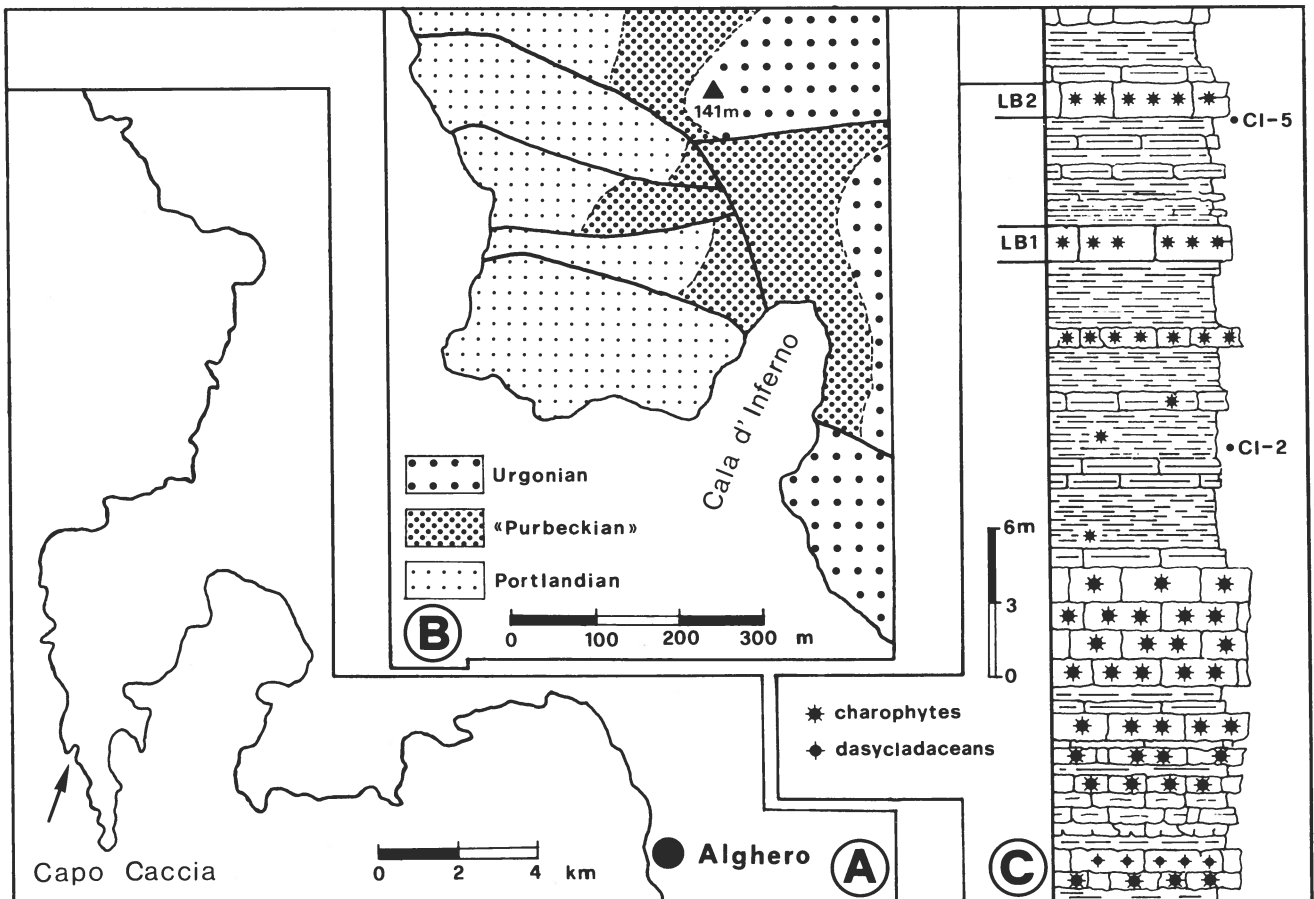 141m
Cala d' Inferno
Urgonian
«Purbeckian»
Portlandian
B
0 100 200 300 m
Capo Caccia
0 2 4 km
Alghero
A
charophytes
dasycladaceans
LB2
CI-5
LB1
CI-2
6m
3
0
C